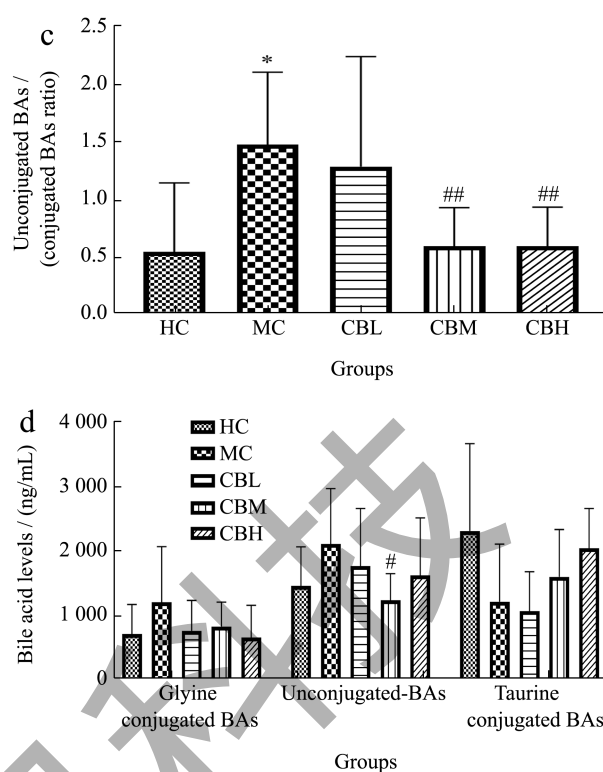 c
Unconjugated BAs /
(conjugated BAs ratio)
2.5
2.0
1.5
1.0
0.5
0.0
*
##
##
HC MC CBL CBM CBH
Groups
d
Bile acid levels / (ng/mL)
4 000
3 000
2 000
1 000
0
HC
MC
CBL
CBM
CBH
#
Glyine Unconjugated-BAs Taurine
conjugated BAs conjugated BAs
Groups
科技